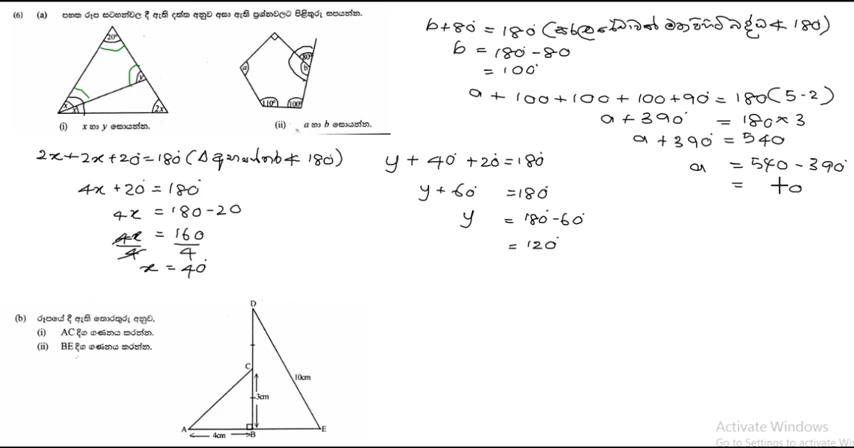 (6) (a) පහත රූප සටහන්වල දී ඇති දත්ත අනුව අසා ඇති ප්‍රශ්නවලට පිළිතුරු සපයන්න.
20°
x
x
y
2x
a
80°
b
110°
100°
(i) x හා y සොයන්න.
(ii) a හා b සොයන්න.
2x+2x+20°=180° (Δ 180)
4x+20=180°
4x = 180-20
4x/4 = 160/4
x = 40°
y + 40° +20=180°
y + 60° =180°
y = 180°-60°
= 120°
b+80°=180° ( 180)
b = 180-80
= 100°
a + 100+100+100+90°=180(5-2)
a+390° = 180×3
a+390°=540
a = 540-390°
=
(b) රූපයේ දී ඇති තොරතුරු අනුව,
(i) AC දිග ගණනය කරන්න.
(ii) BE දිග ගණනය කරන්න.
D
C
10cm
3cm
A
4cm
B
E
Activate Windows
Go to Settings to activate Win